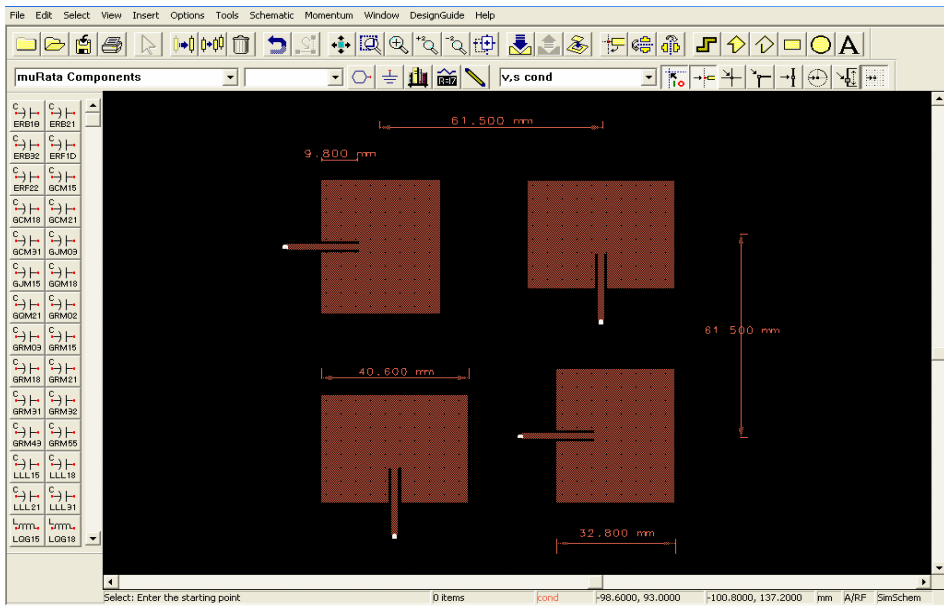 File Edit Select View Insert Options Tools Schematic Momentum Window DesignGuide Help
+2 -2 A
muRata Components v,s cond
C C
ERB18 ERB21
C C
ERB32 ERF1D
C C
ERF22 GCM15
C C
GCM18 GCM21
C C
GCM31 GJM03
C C
GJM15 GQM18
C C
GQM21 GRM02
C C
GRM03 GRM15
C C
GRM18 GRM21
C C
GRM31 GRM32
C C
GRM43 GRM55
C C
LLL15 LLL18
C C
LLL21 LLL31
L L
LQG15 LQG18
61.500 mm
9.800 mm
61 500 mm
40.600 mm
32.800 mm
Select: Enter the starting point 0 items cond -98.6000, 93.0000 -100.8000, 137.2000 mm A/RF SimSchem